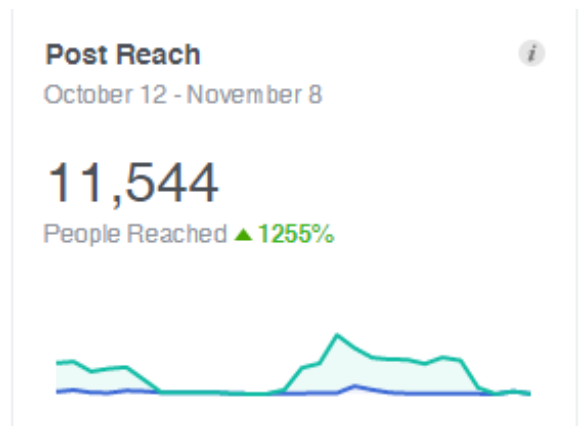 Post Reach
i
October 12 - November 8
11,544
People Reached ▲ 1255%